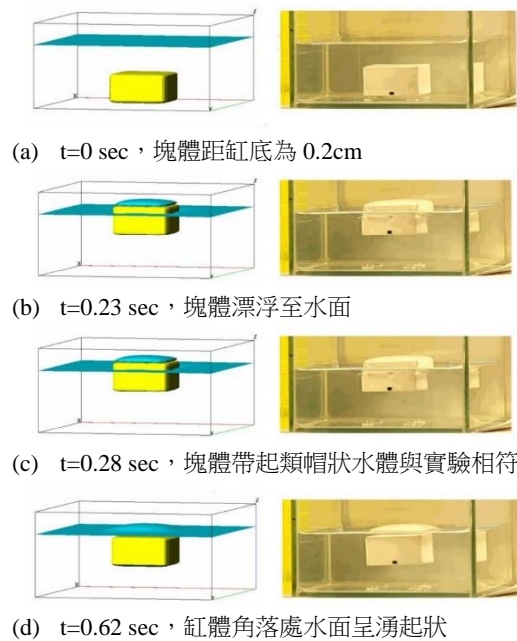 (a) t=0 sec，塊體距缸底為 0.2cm
(b) t=0.23 sec，塊體漂浮至水面
(c) t=0.28 sec，塊體帶起類帽狀水體與實驗相符
(d) t=0.62 sec，缸體角落處水面呈湧起狀